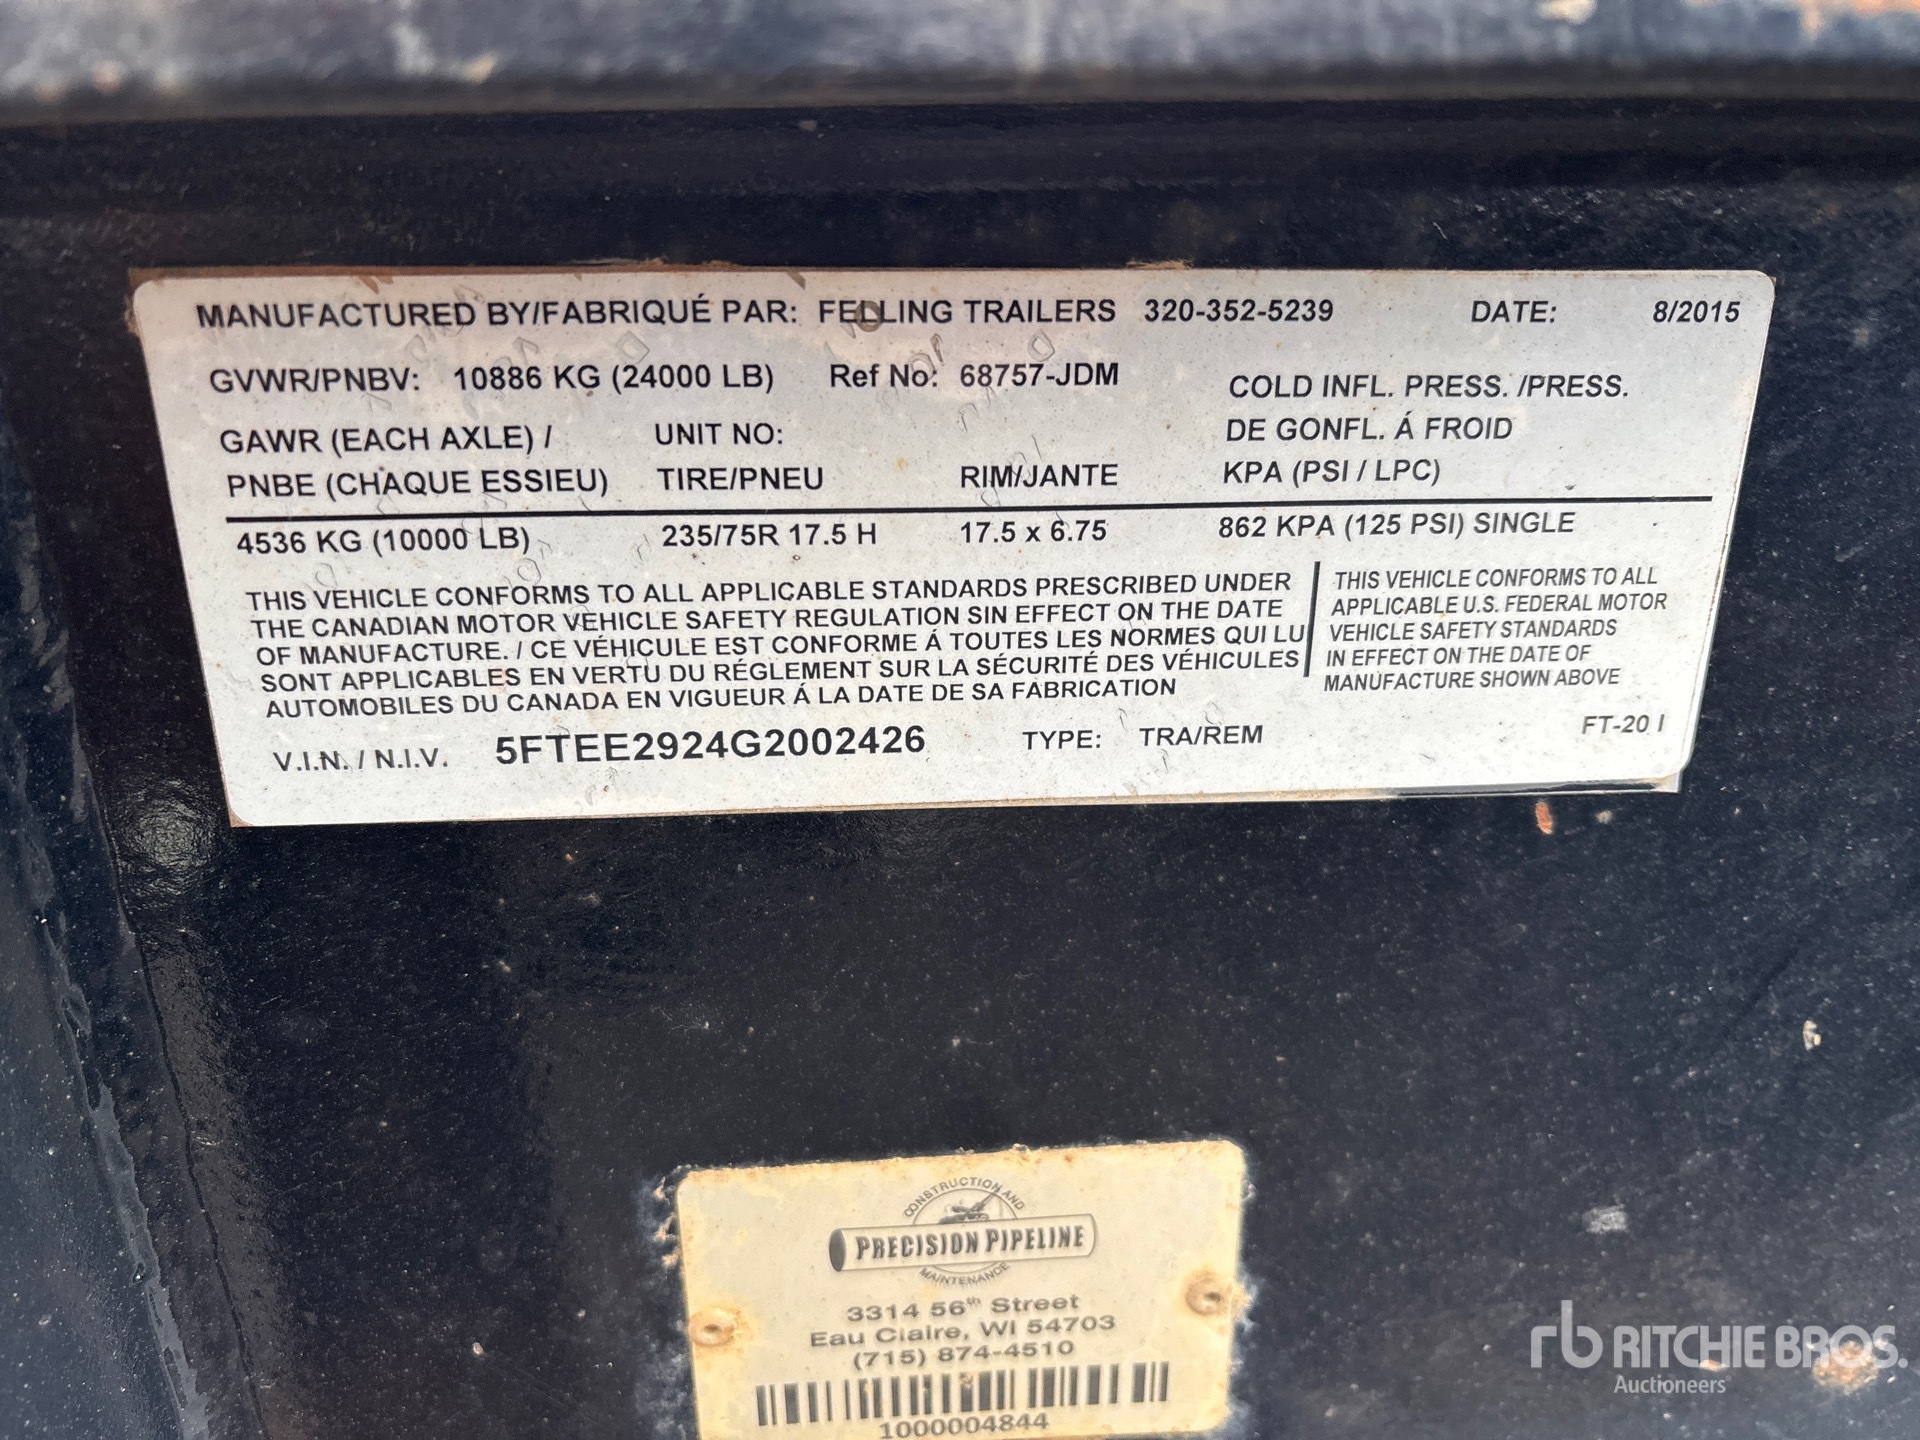 MANUFACTURED BY/FABRIQUÉ PAR: FELLING TRAILERS 320-352-5239 DATE: 8/2015
GVWR/PNBV: 10886 KG (24000 LB) Ref No: 68757-JDM
COLD INFL. PRESS. /PRESS.
GAWR (EACH AXLE) / UNIT NO: DE GONFL. Á FROID
PNBE (CHAQUE ESSIEU) TIRE/PNEU RIM/JANTE KPA (PSI / LPC)
4536 KG (10000 LB) 235/75R 17.5 H 17.5 x 6.75 862 KPA (125 PSI) SINGLE
THIS VEHICLE CONFORMS TO ALL APPLICABLE STANDARDS PRESCRIBED UNDER
THE CANADIAN MOTOR VEHICLE SAFETY REGULATION SIN EFFECT ON THE DATE
OF MANUFACTURE. / CE VÉHICULE EST CONFORME Á TOUTES LES NORMES QUI LU
SONT APPLICABLES EN VERTU DU RÉGLEMENT SUR LA SÉCURITÉ DES VÉHICULES
AUTOMOBILES DU CANADA EN VIGUEUR Á LA DATE DE SA FABRICATION
THIS VEHICLE CONFORMS TO ALL
APPLICABLE U.S. FEDERAL MOTOR
VEHICLE SAFETY STANDARDS
IN EFFECT ON THE DATE OF
MANUFACTURE SHOWN ABOVE
V.I.N. / N.I.V. 5FTEE2924G2002426 TYPE: TRA/REM FT-20 I
CONSTRUCTION AND
PRECISION PIPELINE
MAINTENANCE
3314 56th Street
Eau Claire, WI 54703
(715) 874-4510
1000004844
rb RITCHIE BROS.
Auctioneers